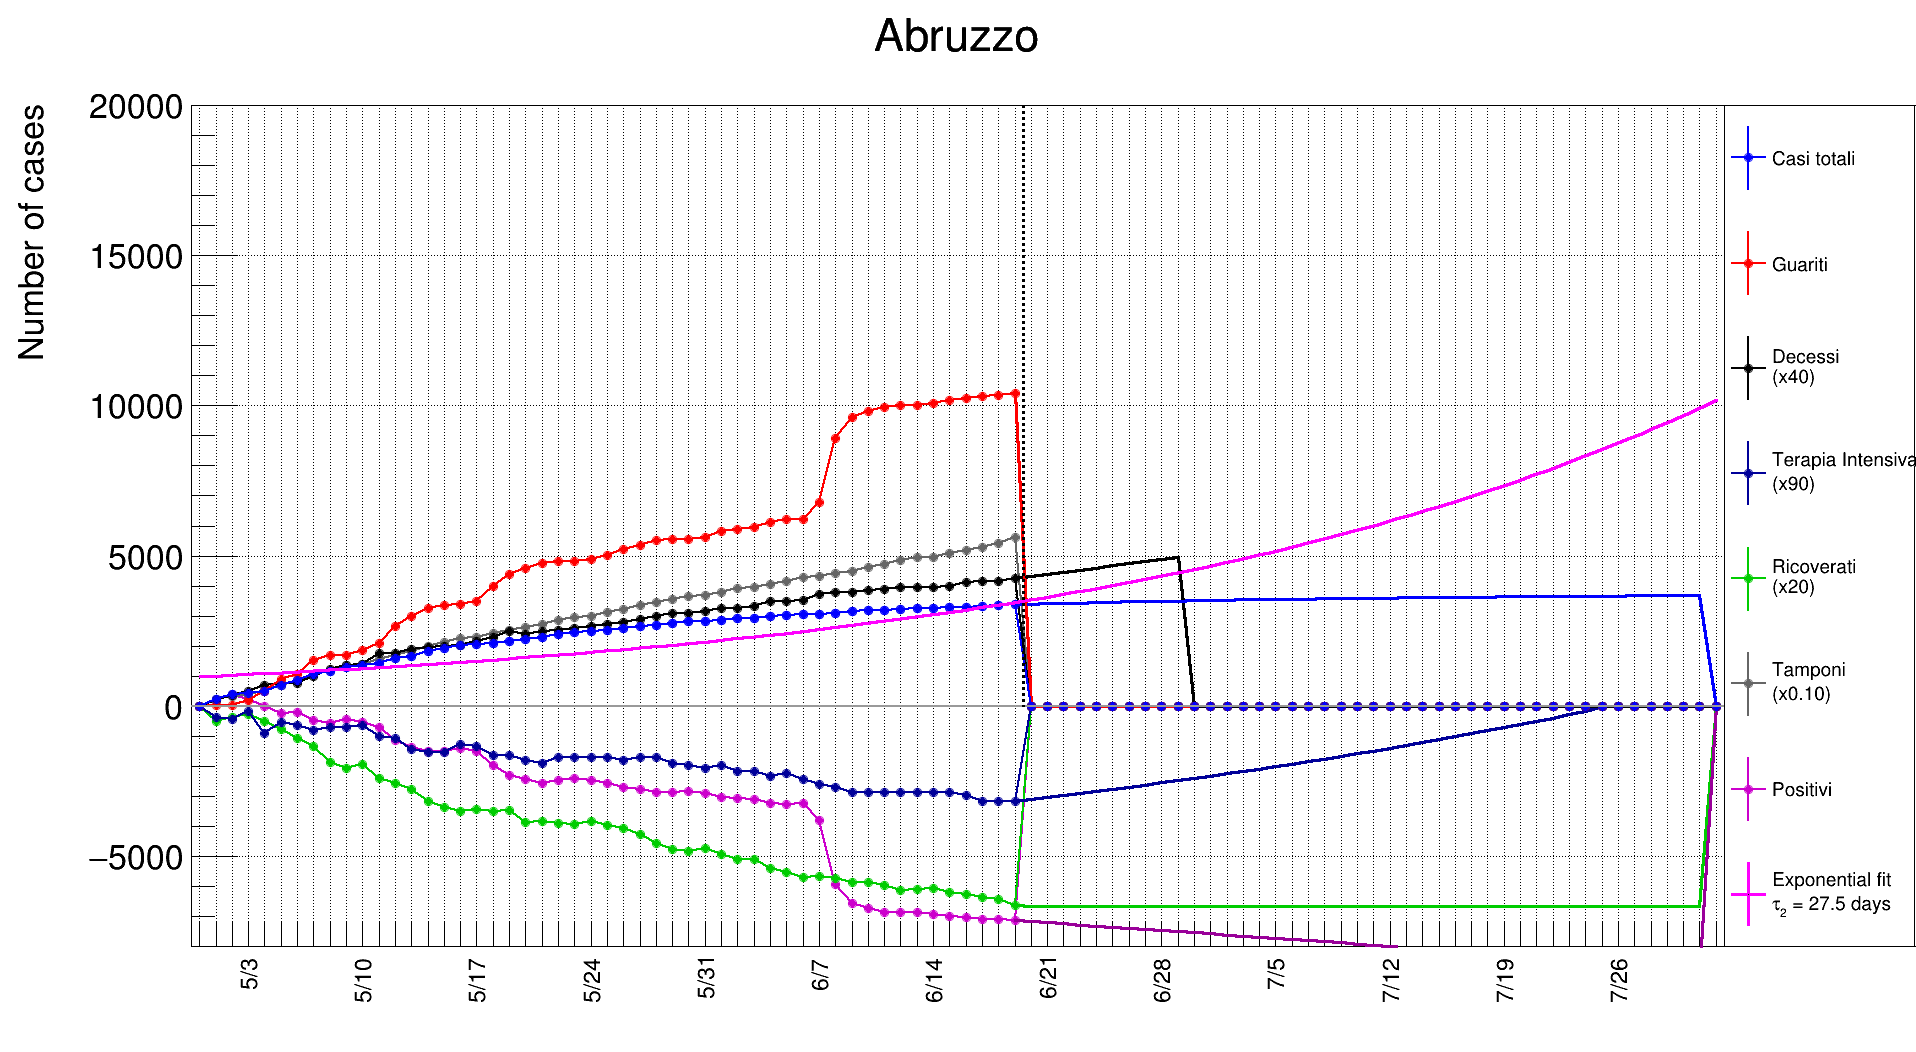 Abruzzo
Number of cases
20000
15000
10000
5000
0
−5000
5/3
5/10
5/17
5/24
5/31
6/7
6/14
6/21
6/28
7/5
7/12
7/19
7/26
Casi totali
Guariti
Decessi
(x40)
Terapia Intensiva
(x90)
Ricoverati
(x20)
Tamponi
(x0.10)
Positivi
Exponential fit
τ₂ = 27.5 days